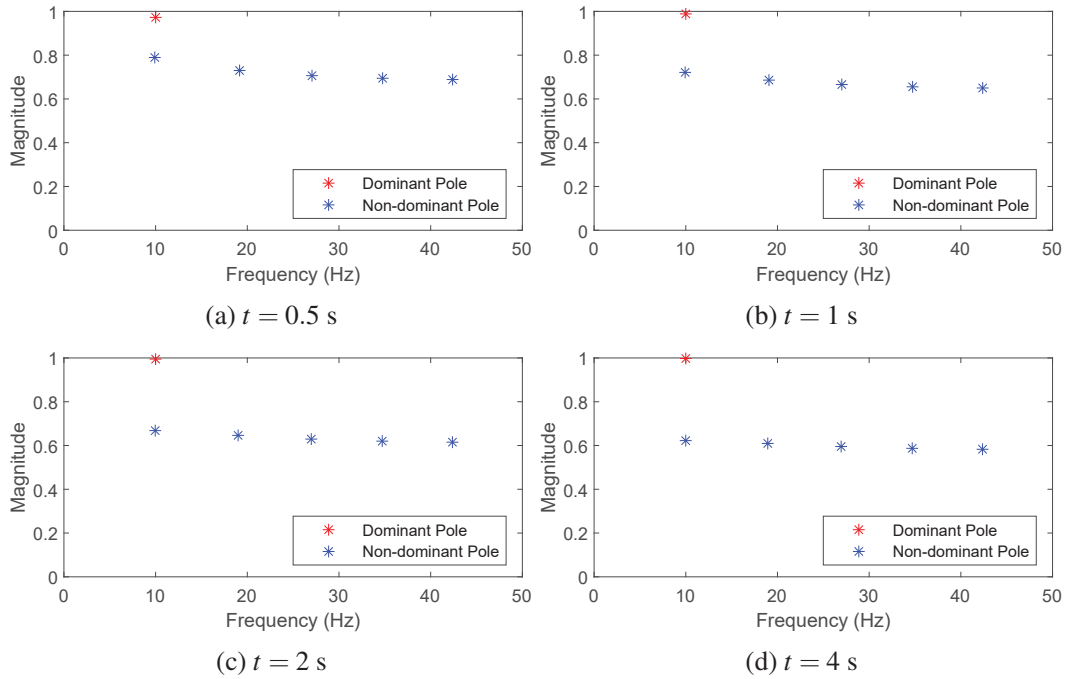 1
0.8
0.6
0.4
0.2
0
Magnitude
Dominant Pole
Non-dominant Pole
0 10 20 30 40 50
Frequency (Hz)
(a) t = 0.5 s
1
0.8
0.6
0.4
0.2
0
Magnitude
Dominant Pole
Non-dominant Pole
0 10 20 30 40 50
Frequency (Hz)
(b) t = 1 s
1
0.8
0.6
0.4
0.2
0
Magnitude
Dominant Pole
Non-dominant Pole
0 10 20 30 40 50
Frequency (Hz)
(c) t = 2 s
1
0.8
0.6
0.4
0.2
0
Magnitude
Dominant Pole
Non-dominant Pole
0 10 20 30 40 50
Frequency (Hz)
(d) t = 4 s